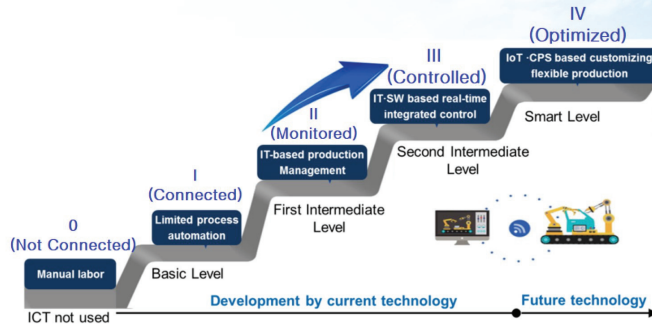 IV
(Optimized)
IoT ·CPS based customizing
flexible production
Smart Level
III
(Controlled)
IT·SW based real-time
integrated control
Second Intermediate
Level
II
(Monitored)
IT-based production
Management
First Intermediate
Level
I
(Connected)
Limited process
automation
Basic Level
0
(Not Connected)
Manual labor
ICT not used
Development by current technology
Future technology